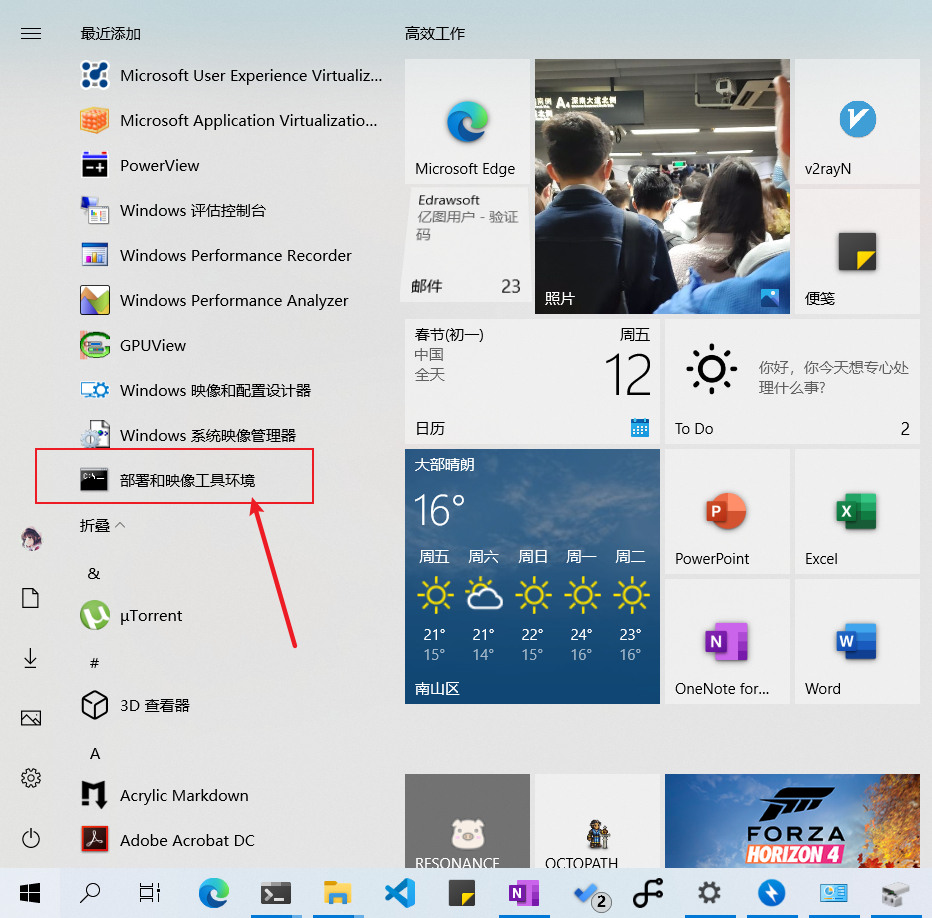 最近添加
Microsoft User Experience Virtualiz...
Microsoft Application Virtualizatio...
PowerView
Windows 评估控制台
Windows Performance Recorder
Windows Performance Analyzer
GPUView
Windows 映像和配置设计器
Windows 系统映像管理器
部署和映像工具环境
折叠
&
µTorrent
#
3D 查看器
A
Acrylic Markdown
Adobe Acrobat DC
高效工作
Microsoft Edge
Edrawsoft
亿图用户 - 验证
码
邮件 23
A4 深南大道北侧
照片
v2rayN
便笺
春节(初一) 周五
中国
全天
12
日历
你好，你今天想专心处
理什么事?
To Do 2
大部晴朗
16°
周五 周六 周日 周一 周二
21° 21° 22° 24° 23°
15° 14° 15° 16° 16°
南山区
PowerPoint
Excel
OneNote for...
Word
RESONANCE
OCTOPATH
FORZA
HORIZON 4
2